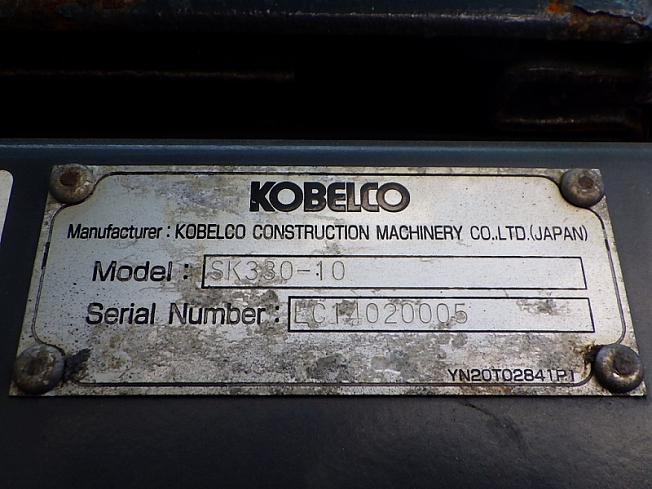 KOBELCO
Manufacturer : KOBELCO CONSTRUCTION MACHINERY CO.,LTD.(JAPAN)
Model : SK330-10
Serial Number : LC14020005
YN20T02841P1